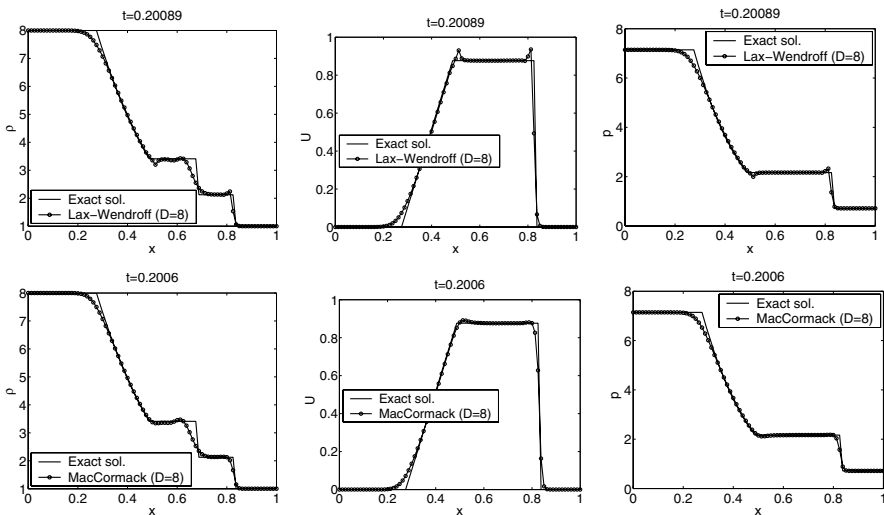 t=0.20089
8
7
6
5
4
3
2
1
ρ
Exact sol.
Lax−Wendroff (D=8)
0 0.2 0.4 0.6 0.8 1
x
t=0.20089
1
0.8
0.6
0.4
0.2
0
U
Exact sol.
Lax−Wendroff (D=8)
0 0.2 0.4 0.6 0.8 1
x
t=0.20089
8
6
4
2
0
p
Exact sol.
Lax−Wendroff (D=8)
0 0.2 0.4 0.6 0.8 1
x
t=0.2006
8
7
6
5
4
3
2
1
ρ
Exact sol.
MacCormack (D=8)
0 0.2 0.4 0.6 0.8 1
x
t=0.2006
1
0.8
0.6
0.4
0.2
0
U
Exact sol.
MacCormack (D=8)
0 0.2 0.4 0.6 0.8 1
x
t=0.2006
8
6
4
2
0
p
Exact sol.
MacCormack (D=8)
0 0.2 0.4 0.6 0.8 1
x